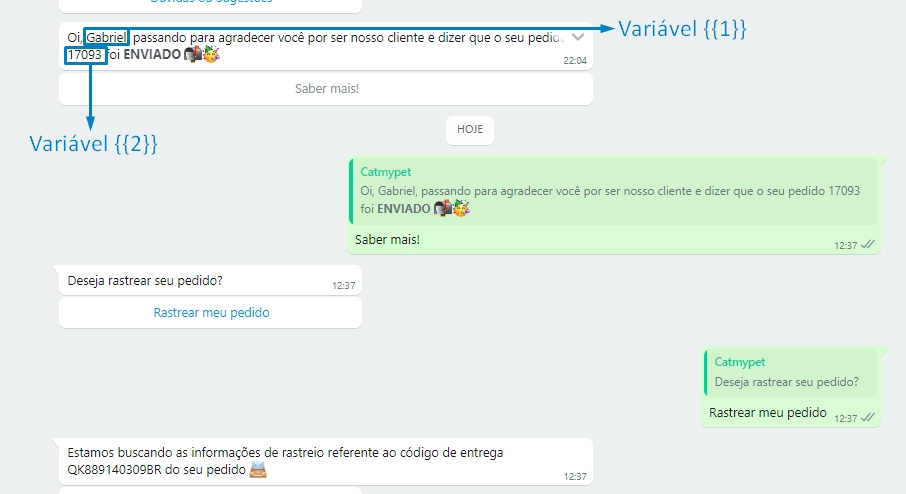 Dúvidas ou Sugestões
Oi, Gabriel, passando para agradecer você por ser nosso cliente e dizer que o seu pedido
17093 foi ENVIADO
22:04
Variável {{1}}
Variável {{2}}
Saber mais!
HOJE
Catmypet
Oi, Gabriel, passando para agradecer você por ser nosso cliente e dizer que o seu pedido 17093
foi ENVIADO
Saber mais!
12:37
Deseja rastrear seu pedido?
12:37
Rastrear meu pedido
Catmypet
Deseja rastrear seu pedido?
Rastrear meu pedido
12:37
Estamos buscando as informações de rastreio referente ao código de entrega
QK889140309BR do seu pedido
12:37